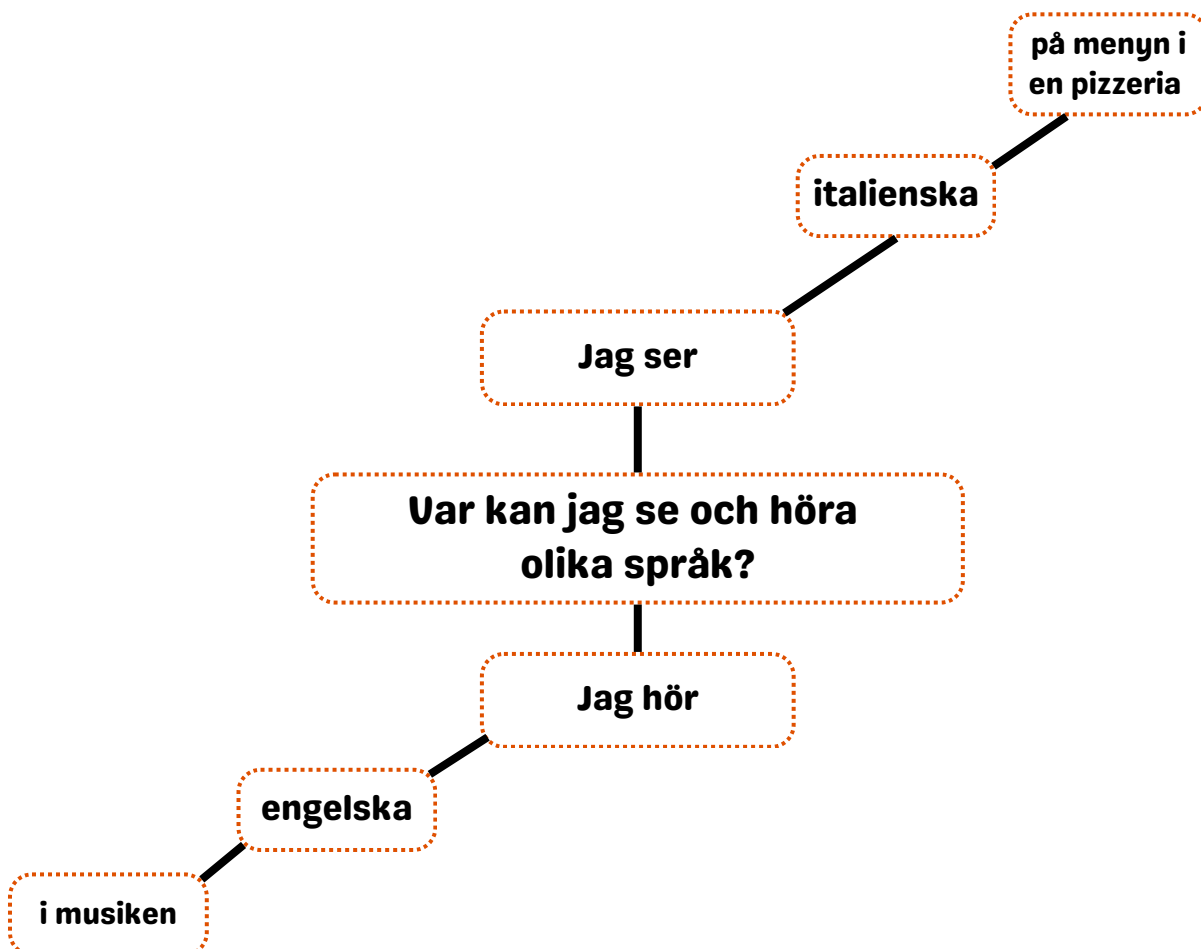 på menyn i
en pizzeria
italienska
Jag ser
Var kan jag se och höra
olika språk?
Jag hör
engelska
i musiken